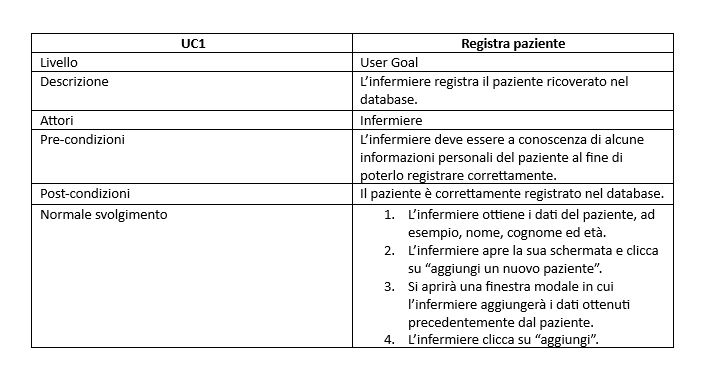 UC1 Registra paziente
Livello User Goal
Descrizione L'infermiere registra il paziente ricoverato nel
database.
Attori Infermiere
Pre-condizioni L'infermiere deve essere a conoscenza di alcune
informazioni personali del paziente al fine di
poterlo registrare correttamente.
Post-condizioni Il paziente è correttamente registrato nel database.
Normale svolgimento 1. L'infermiere ottiene i dati del paziente, ad
esempio, nome, cognome ed età.
2. L'infermiere apre la sua schermata e clicca
su “aggiungi un nuovo paziente”.
3. Si aprirà una finestra modale in cui
l'infermiere aggiungerà i dati ottenuti
precedentemente dal paziente.
4. L'infermiere clicca su “aggiungi”.